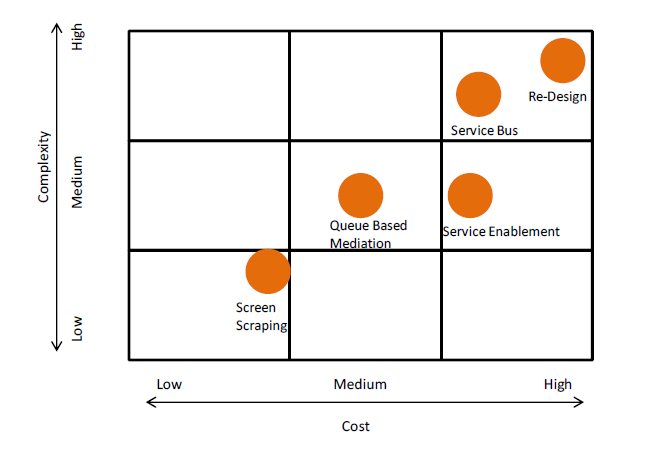 High
Re-Design
Service Bus
Complexity
Medium
Queue Based
Mediation
Service Enablement
Screen
Scraping
Low
Low
Medium
High
Cost